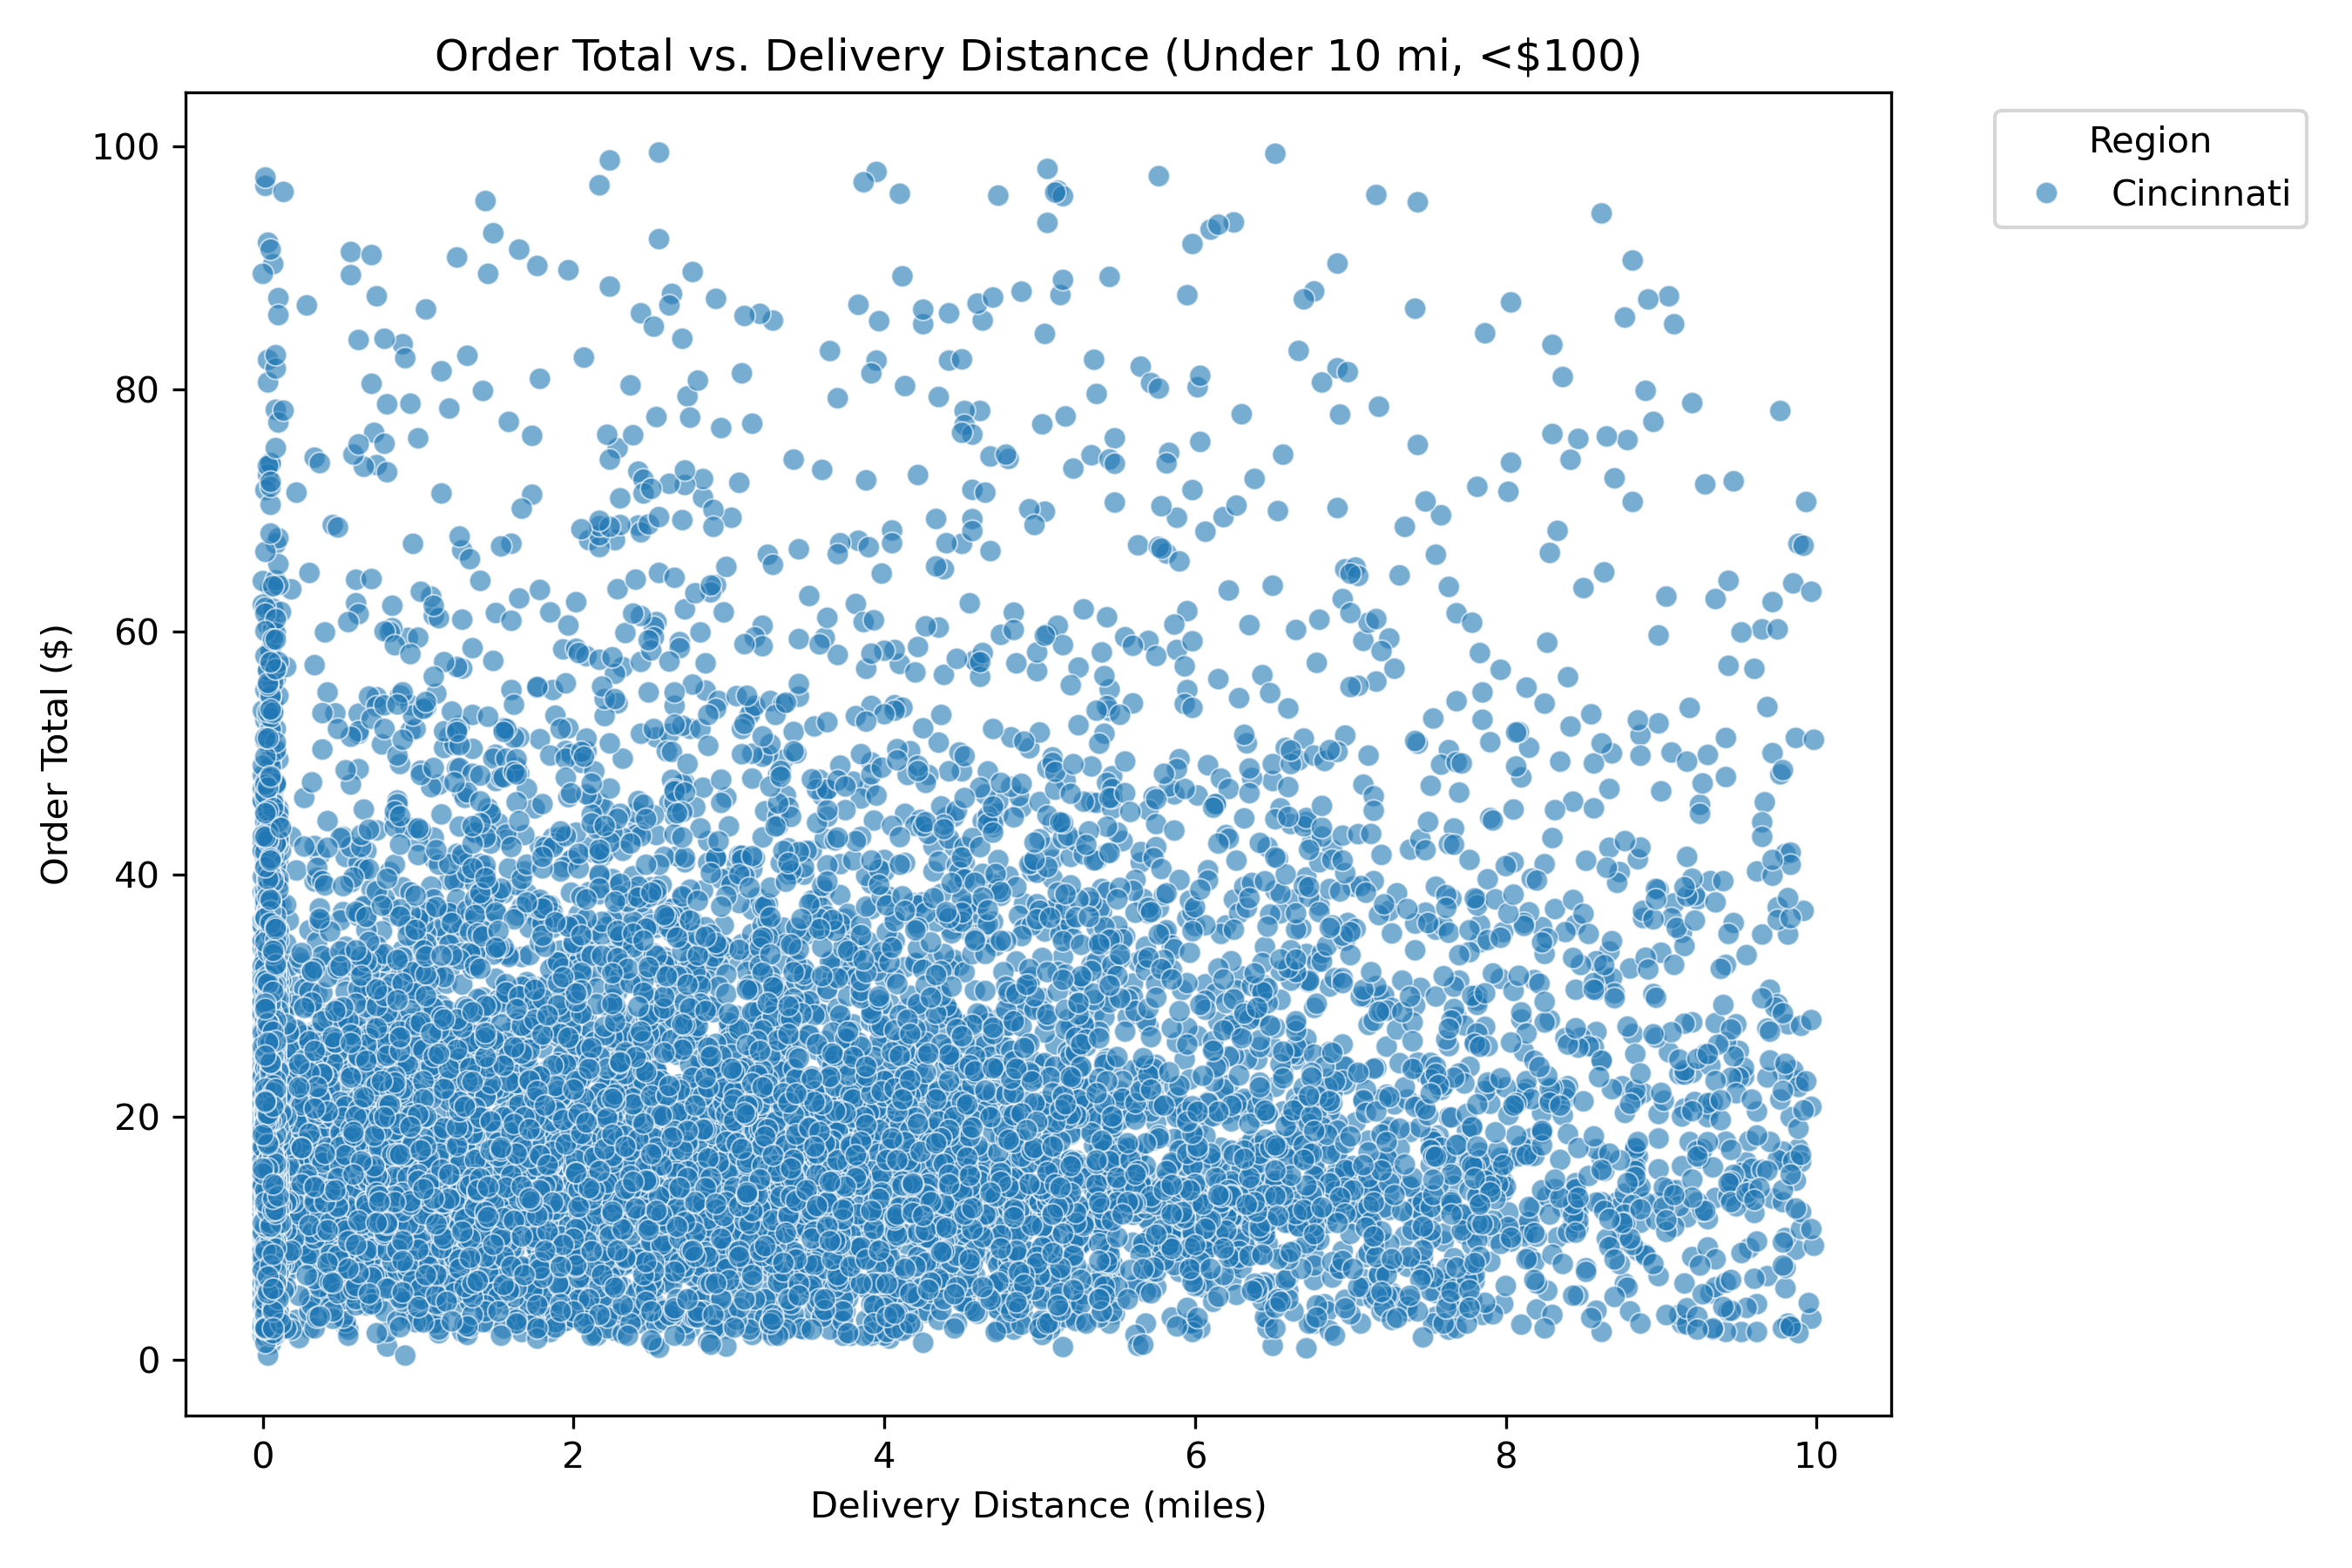 Order Total vs. Delivery Distance (Under 10 mi, <$100)
Region
Cincinnati
100
80
60
40
20
0
Order Total ($)
0 2 4 6 8 10
Delivery Distance (miles)